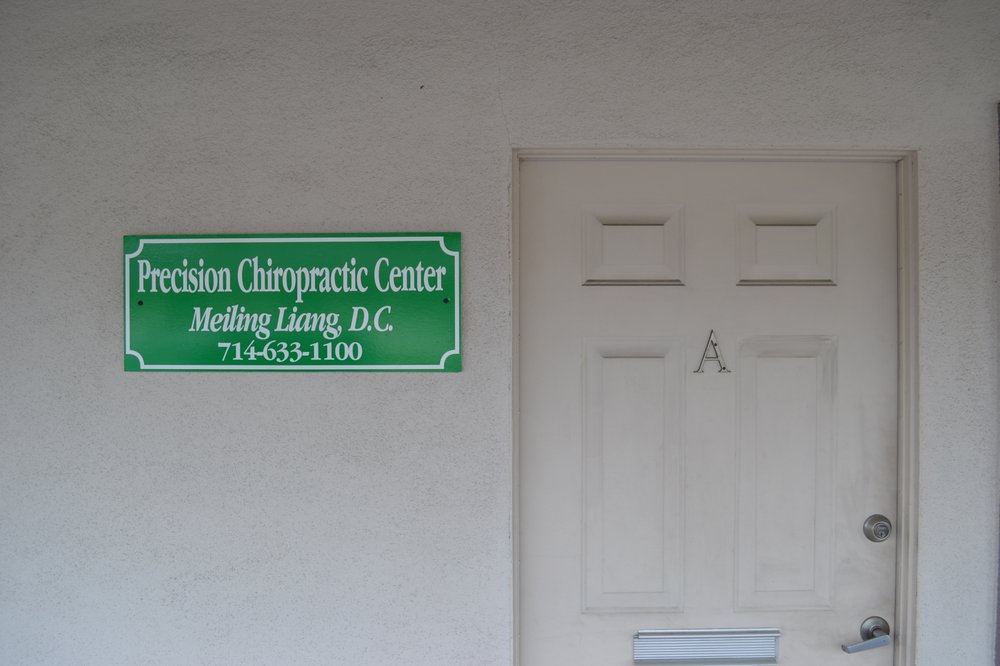 Precision Chiropractic Center
Meiling Liang, D.C.
714-633-1100
A